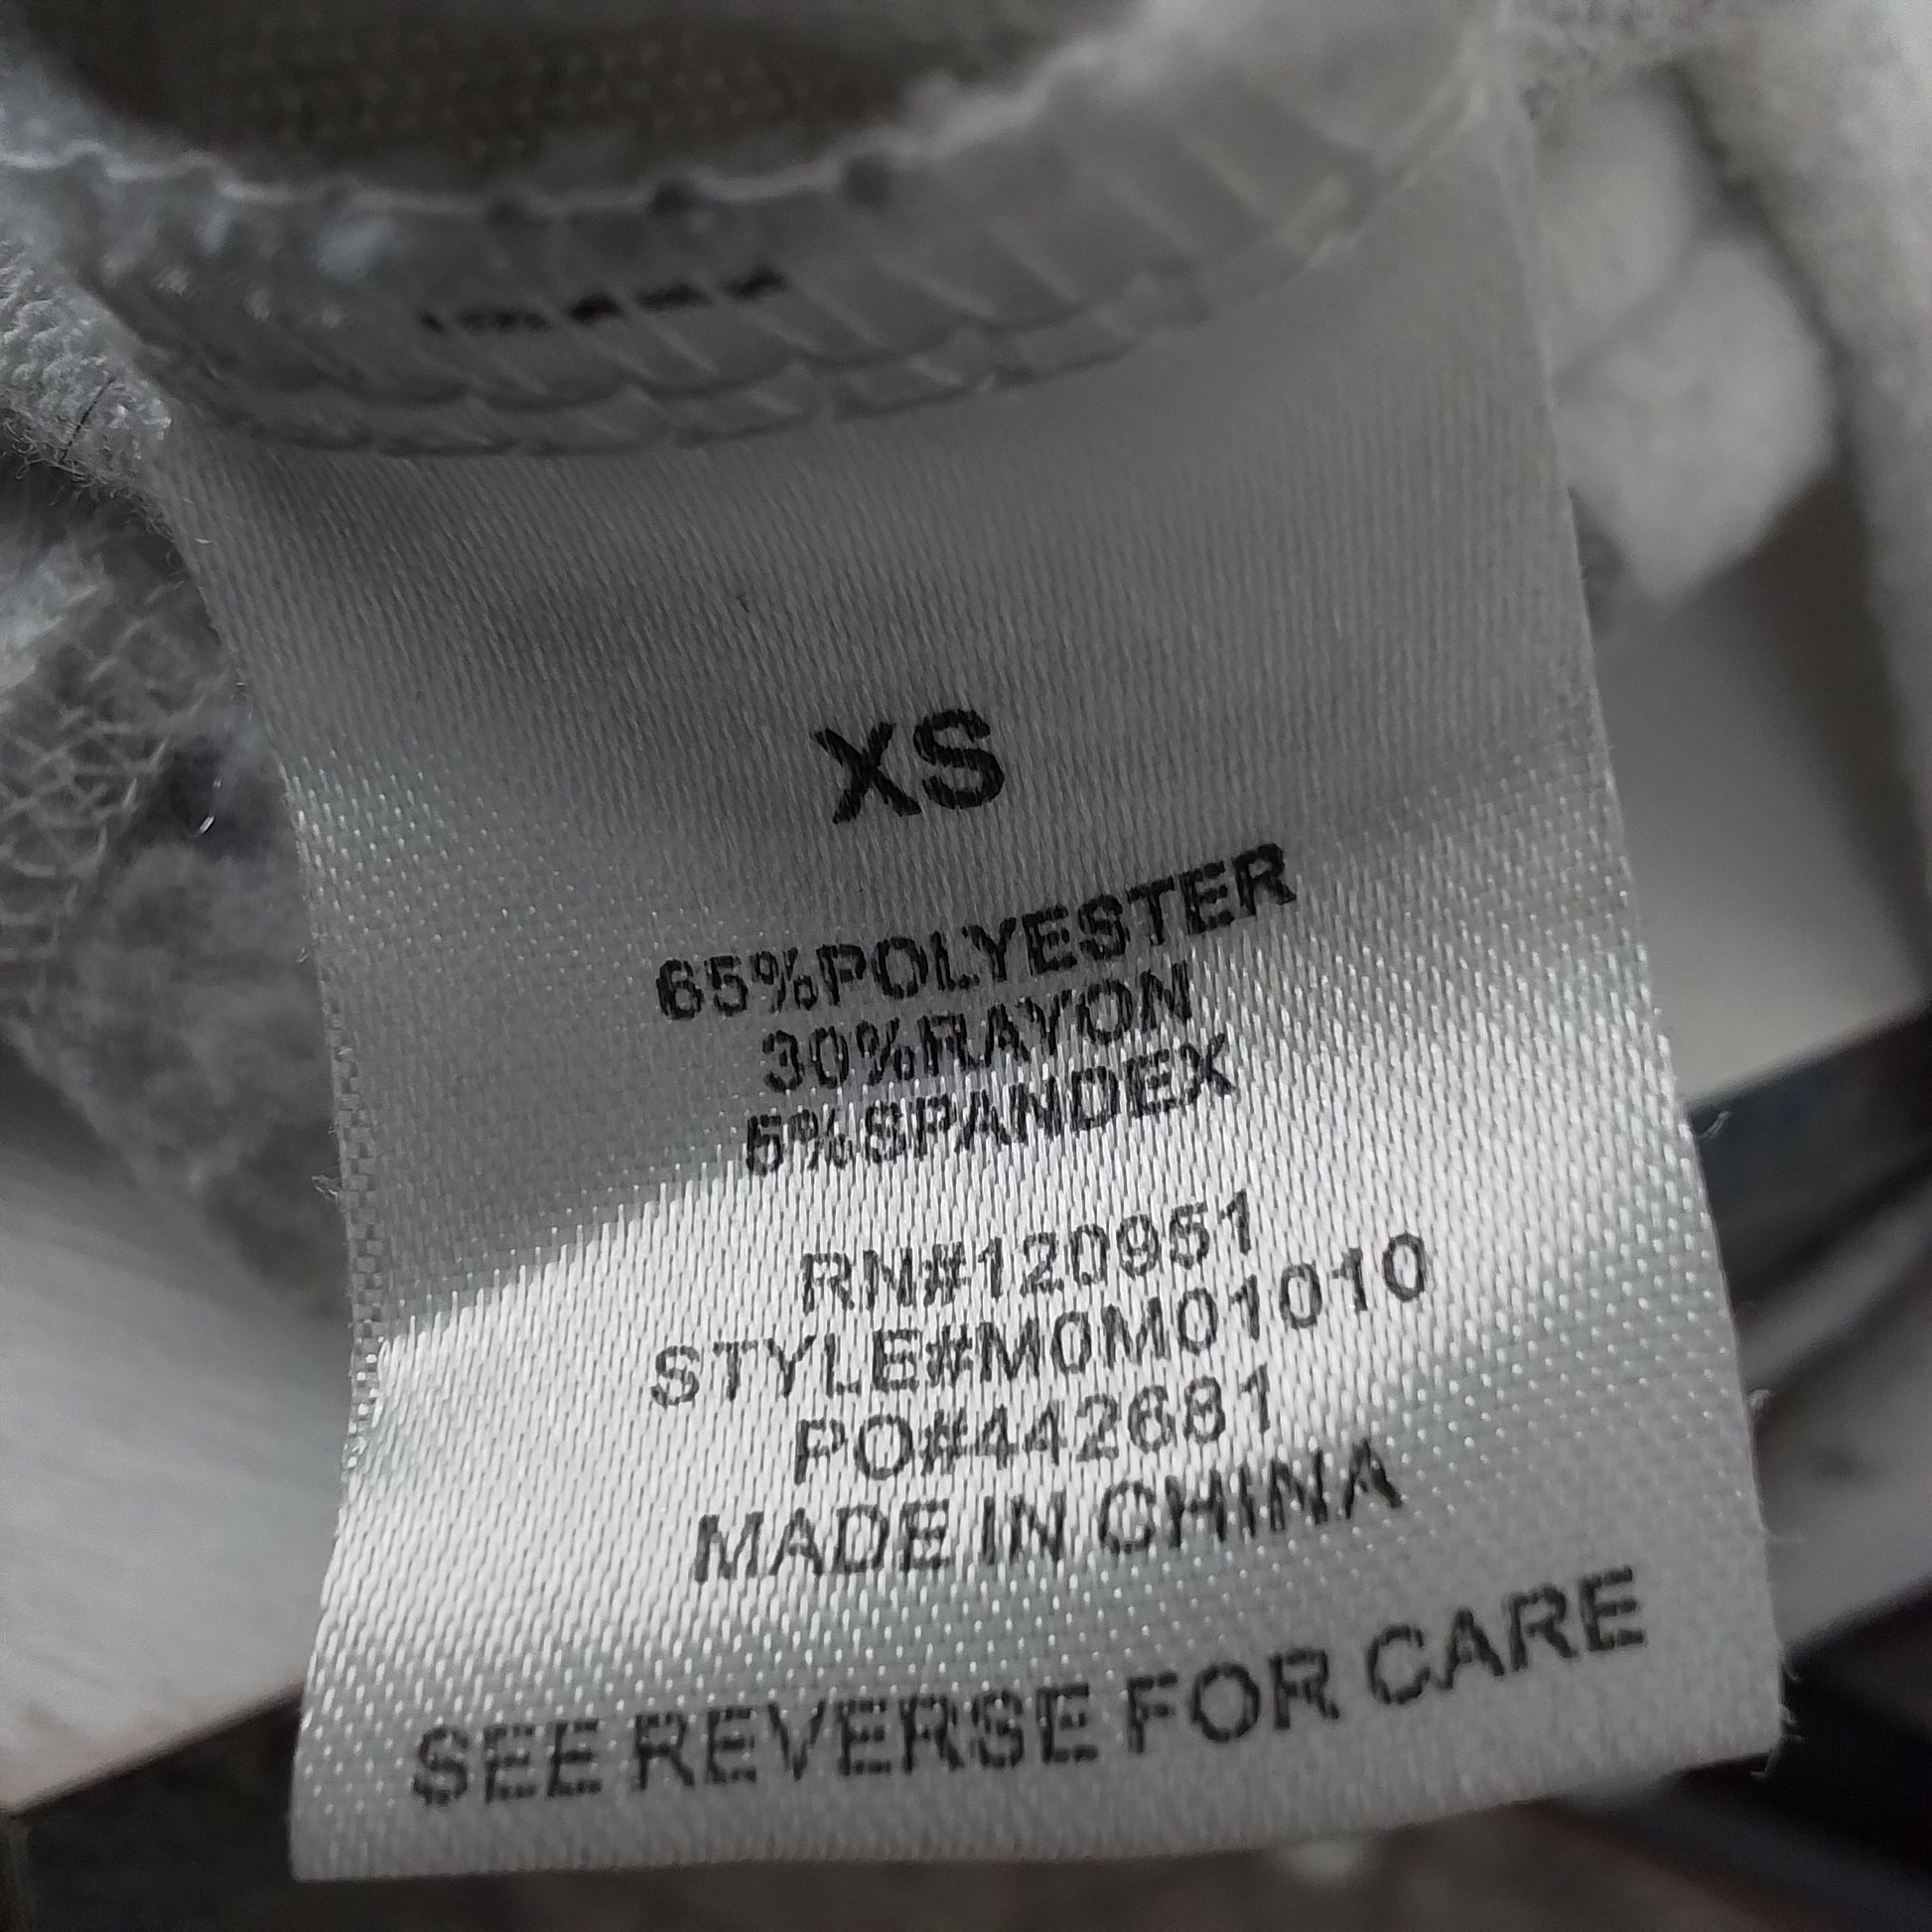 XS
65%POLYESTER
30%RAYON
5%SPANDEX
RN#120951
STYLE#M0M01010
PO#442681
MADE IN CHINA
SEE REVERSE FOR CARE